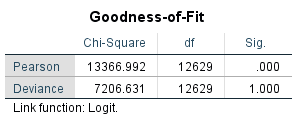 Goodness-of-Fit
Chi-Square df Sig.
Pearson 13366.992 12629 .000
Deviance 7206.631 12629 1.000
Link function: Logit.